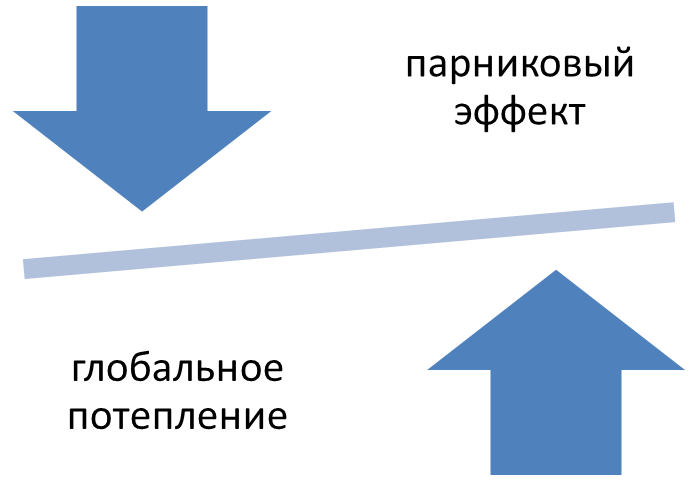 парниковый
эффект
глобальное
потепление